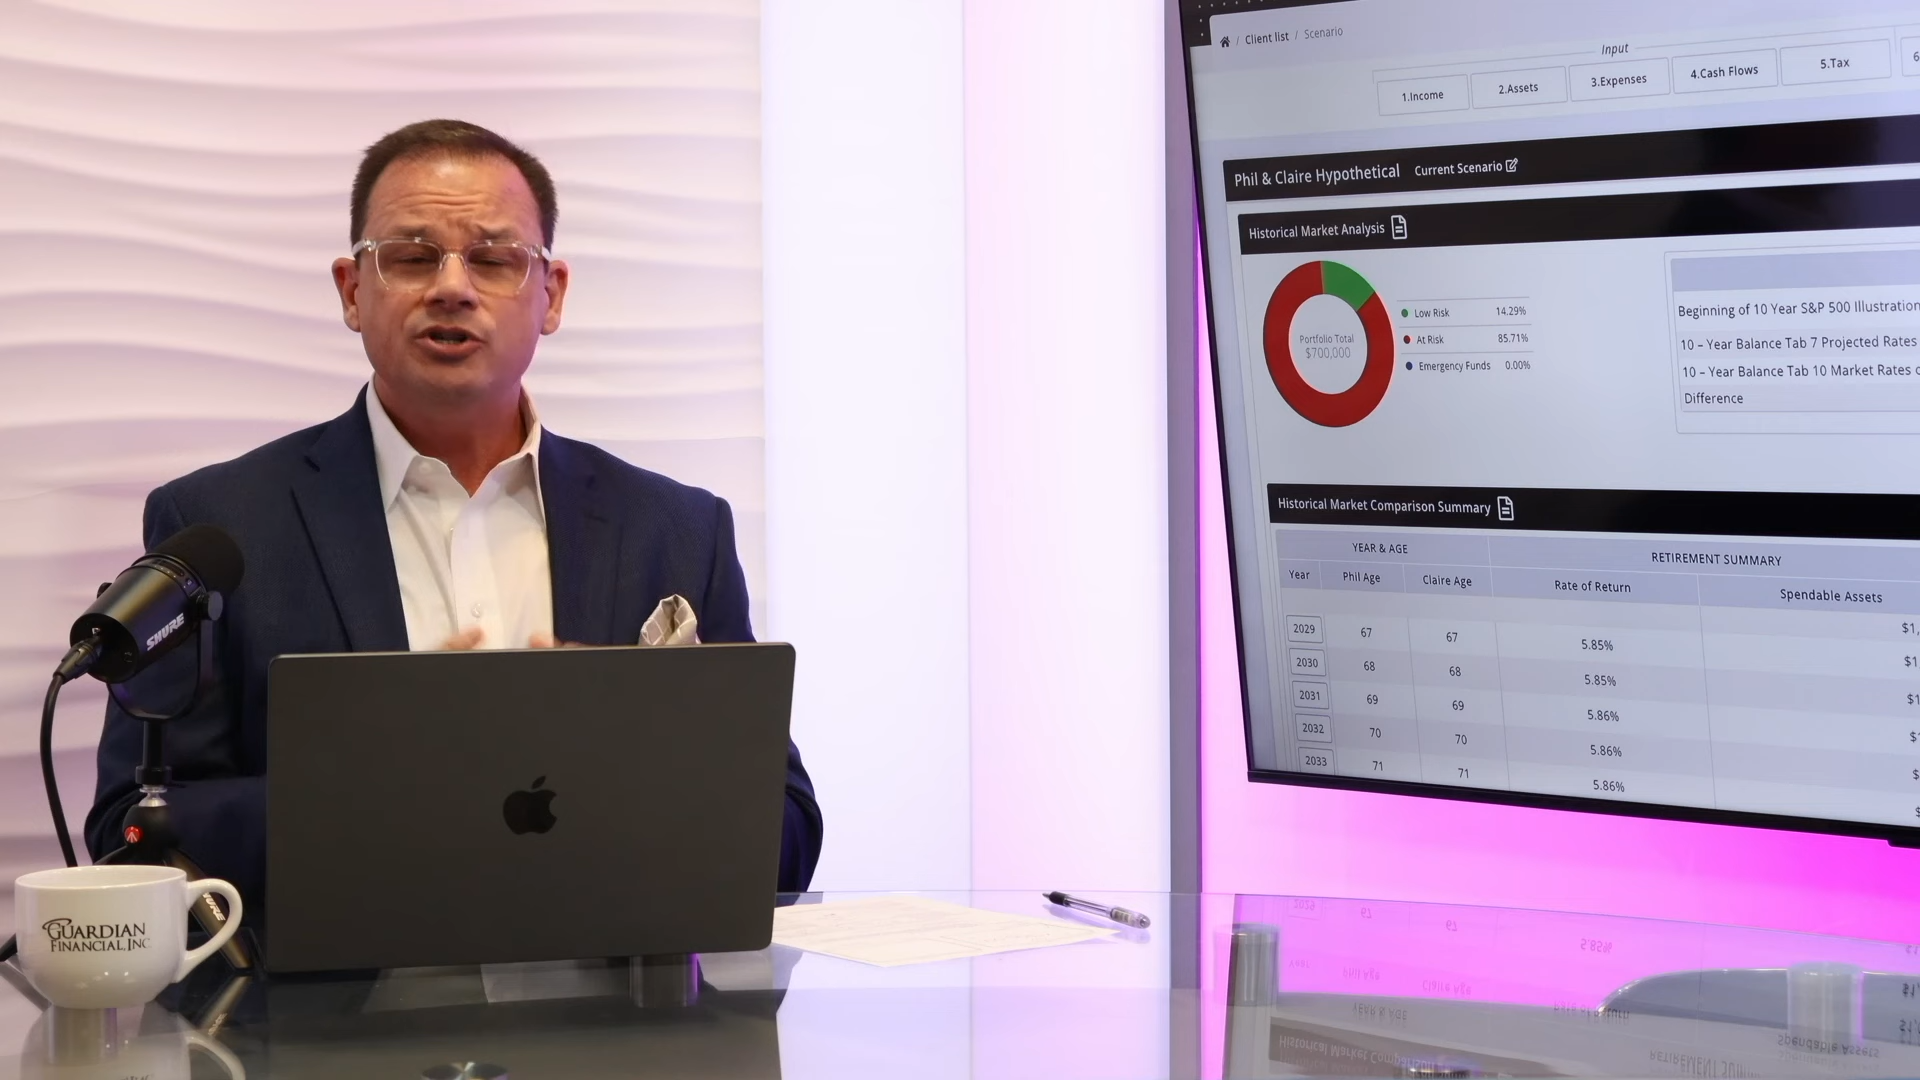 Client list / Scenario
Input
1.Income
2.Assets
3.Expenses
4.Cash Flows
5.Tax
Phil & Claire Hypothetical Current Scenario
Historical Market Analysis
Portfolio Total
$700,000
Low Risk 14.29%
At Risk 85.71%
Emergency Funds 0.00%
Beginning of 10 Year S&P 500 Illustration
10 – Year Balance Tab 7 Projected Rates
10 – Year Balance Tab 10 Market Rates
Difference
Historical Market Comparison Summary
YEAR & AGE RETIREMENT SUMMARY
Year Phil Age Claire Age Rate of Return Spendable Assets
2029 67 67 5.85%
2030 68 68 5.85%
2031 69 69 5.86%
2032 70 70 5.86%
2033 71 71 5.86%
SHURE
GUARDIAN
FINANCIAL, INC